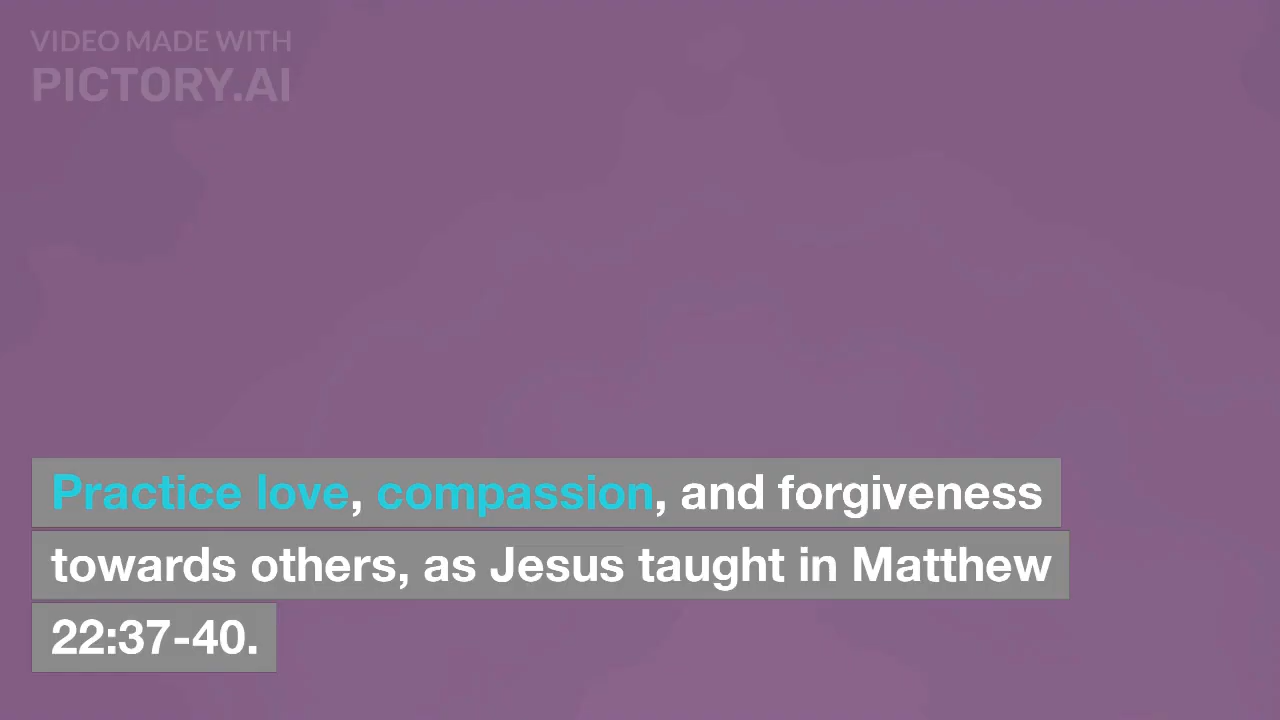 VIDEO MADE WITH
PICTORY.AI
Practice love, compassion, and forgiveness
towards others, as Jesus taught in Matthew
22:37-40.